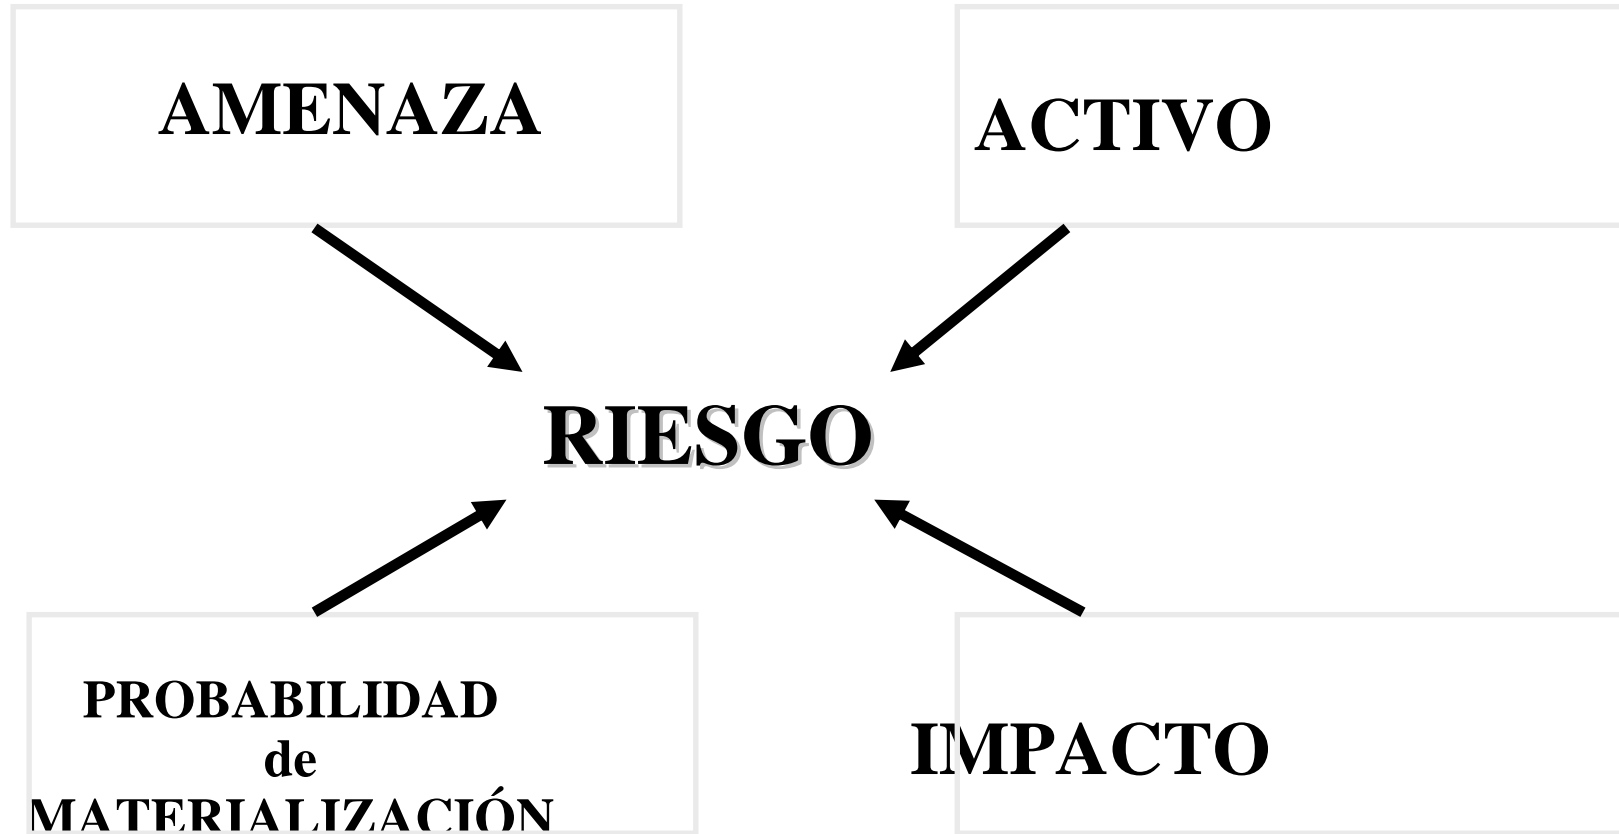 AMENAZA
ACTIVO
RIESGO
PROBABILIDAD
de
MATERIALIZACIÓN
IMPACTO